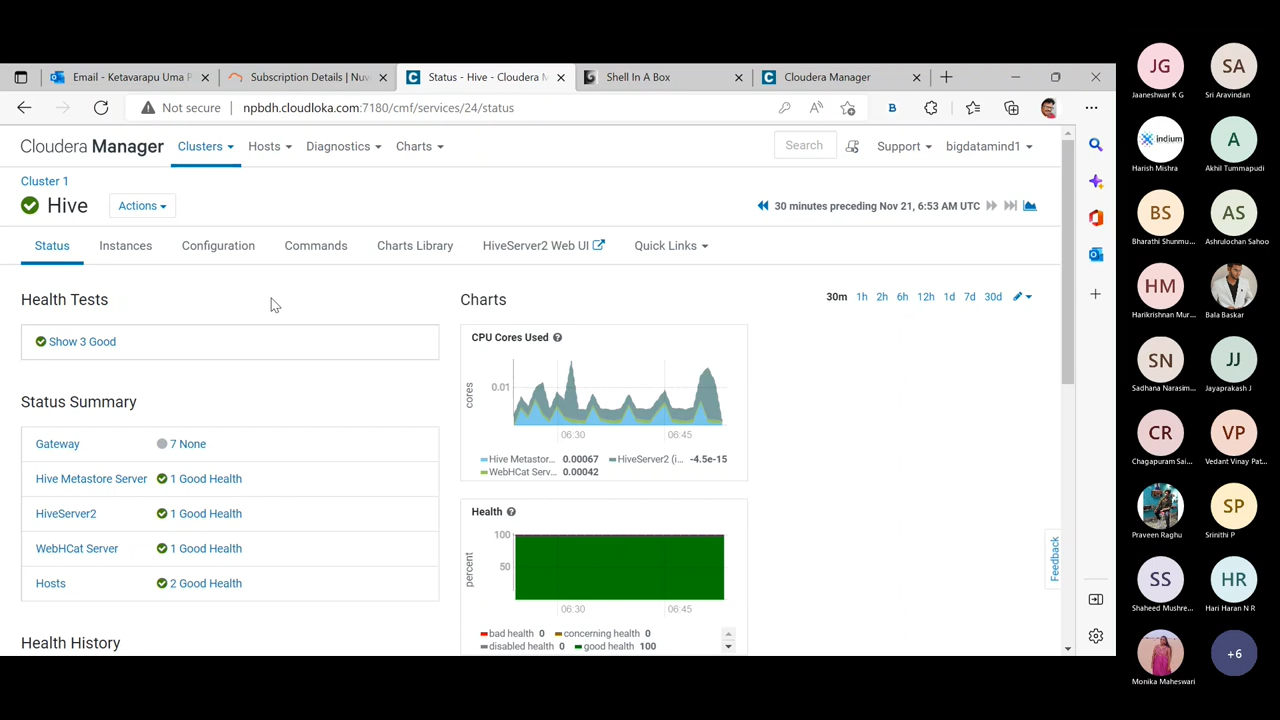 Email - Ketavarapu Uma P
Subscription Details | Nuv
Status - Hive - Cloudera M
Shell In A Box
Cloudera Manager
Not secure
npbdh.cloudloka.com:7180/cmf/services/24/status
Cloudera Manager
Clusters
Hosts
Diagnostics
Charts
Search
Support
bigdatamind1
Cluster 1
Hive
Actions
30 minutes preceding Nov 21, 6:53 AM UTC
Status
Instances
Configuration
Commands
Charts Library
HiveServer2 Web UI
Quick Links
Health Tests
Show 3 Good
Status Summary
Gateway 7 None
Hive Metastore Server 1 Good Health
HiveServer2 1 Good Health
WebHCat Server 1 Good Health
Hosts 2 Good Health
Health History
Charts
30m 1h 2h 6h 12h 1d 7d 30d
CPU Cores Used
cores
0.01
06:30 06:45
Hive Metastor... 0.00067 HiveServer2 (i... -4.5e-15
WebHCat Serv... 0.00042
Health
percent
100
50
06:30 06:45
bad health 0 concerning health 0
disabled health 0 good health 100
Feedback
JG
Jaaneshwar K G
SA
Sri Aravindan
indium
Harish Mishra
A
Akhil Tummapudi
BS
Bharathi Shunmu...
AS
Ashrulochan Sahoo
HM
Harikrishnan Mur...
Bala Baskar
SN
Sadhana Narasim...
JJ
Jayaprakash J
CR
Chagapuram Sai...
VP
Vedant Vinay Pat...
Praveen Raghu
SP
Srinithi P
SS
Shaheed Mushre...
HR
Hari Haran N R
Monika Maheswari
+6